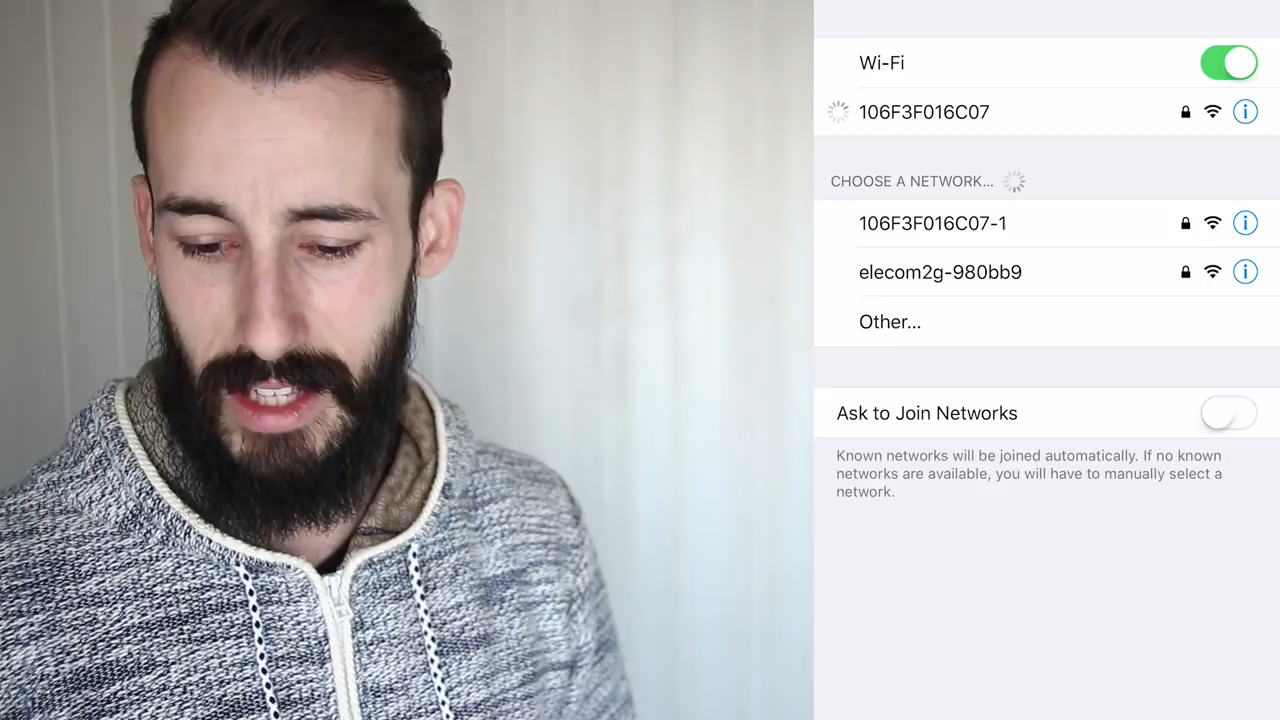 Wi-Fi
106F3F016C07
CHOOSE A NETWORK...
106F3F016C07-1
elecom2g-980bb9
Other...
Ask to Join Networks
Known networks will be joined automatically. If no known
networks are available, you will have to manually select a
network.